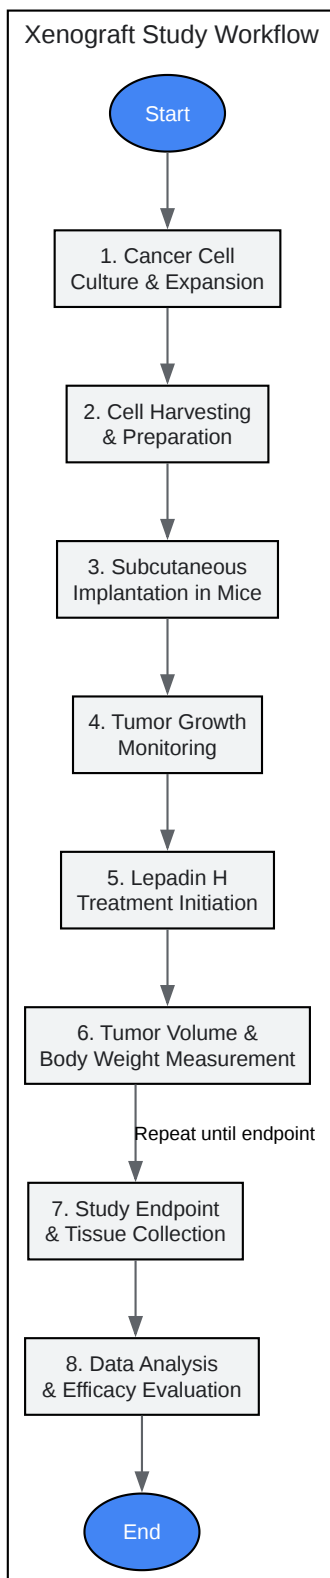 Xenograft Study Workflow
Start
1. Cancer Cell
Culture & Expansion
2. Cell Harvesting
& Preparation
3. Subcutaneous
Implantation in Mice
4. Tumor Growth
Monitoring
5. Lepadin H
Treatment Initiation
6. Tumor Volume &
Body Weight Measurement
Repeat until endpoint
7. Study Endpoint
& Tissue Collection
8. Data Analysis
& Efficacy Evaluation
End